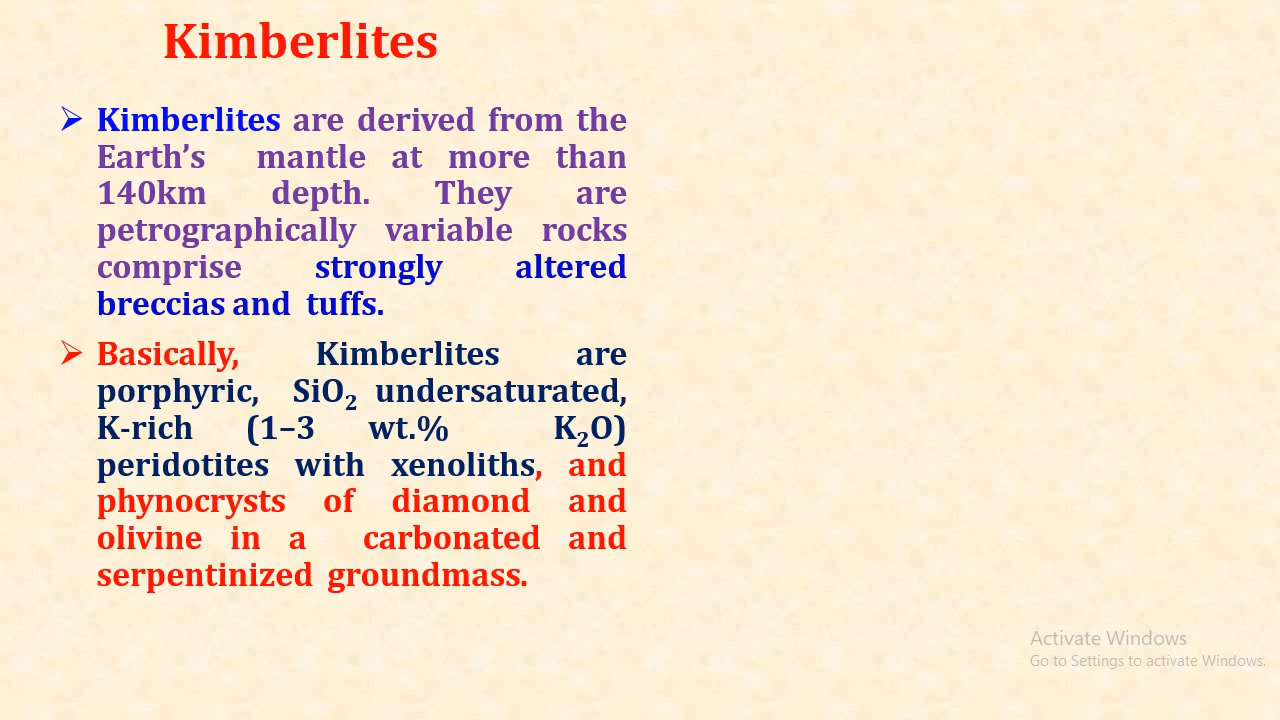 Kimberlites
➢ Kimberlites are derived from the
Earth’s mantle at more than
140km depth. They are
petrographically variable rocks
comprise strongly altered
breccias and tuffs.
➢ Basically, Kimberlites are
porphyric, SiO₂ undersaturated,
K-rich (1–3 wt.% K₂O)
peridotites with xenoliths, and
phynocrysts of diamond and
olivine in a carbonated and
serpentinized groundmass.
Activate Windows
Go to Settings to activate Windows.